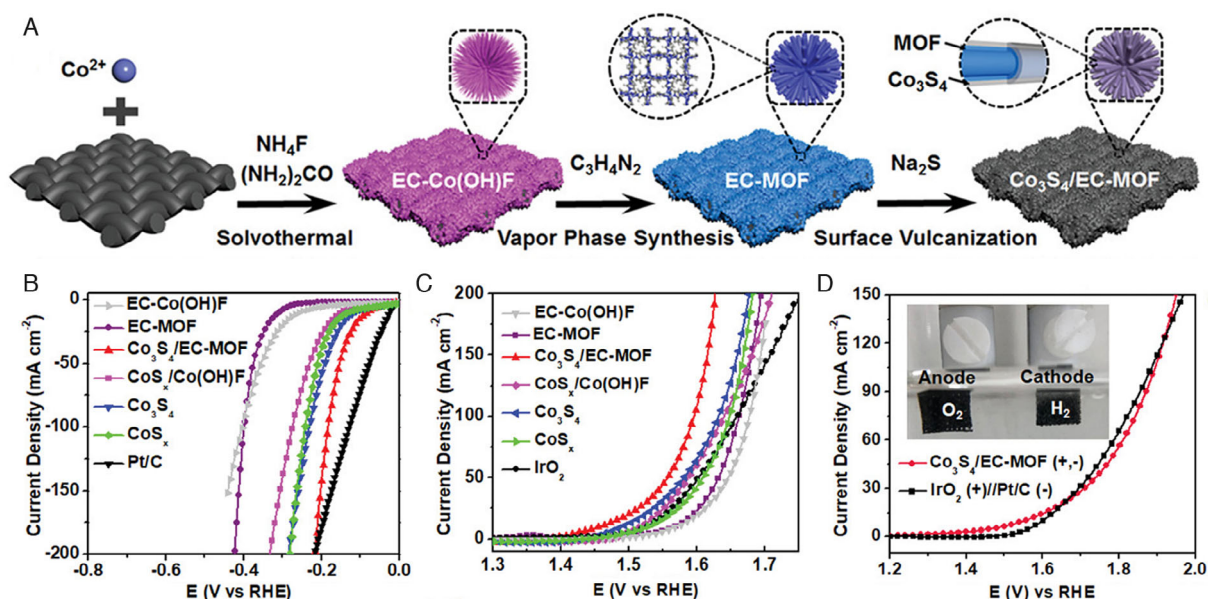 A
Co²⁺
NH₄F
(NH₂)₂CO
Solvothermal
EC-Co(OH)F
C₃H₄N₂
Vapor Phase Synthesis
EC-MOF
MOF
Co₃S₄
Na₂S
Surface Vulcanization
Co₃S₄/EC-MOF
B
0
-50
-100
-150
-200
Current Density (mA cm⁻²)
EC-Co(OH)F
EC-MOF
Co₃S₄/EC-MOF
CoSₓ/Co(OH)F
Co₃S₄
CoSₓ
Pt/C
-0.8
-0.6
-0.4
-0.2
0.0
E (V vs RHE)
C
200
150
100
50
0
Current Density (mA cm⁻²)
EC-Co(OH)F
EC-MOF
Co₃S₄/EC-MOF
CoSₓ/Co(OH)F
Co₃S₄
CoSₓ
IrO₂
1.3
1.4
1.5
1.6
1.7
E (V vs RHE)
D
150
120
90
60
30
0
Current Density (mA cm⁻²)
Anode
Cathode
O₂
H₂
Co₃S₄/EC-MOF (+,-)
IrO₂ (+)//Pt/C (-)
1.2
1.4
1.6
1.8
2.0
E (V) vs RHE)